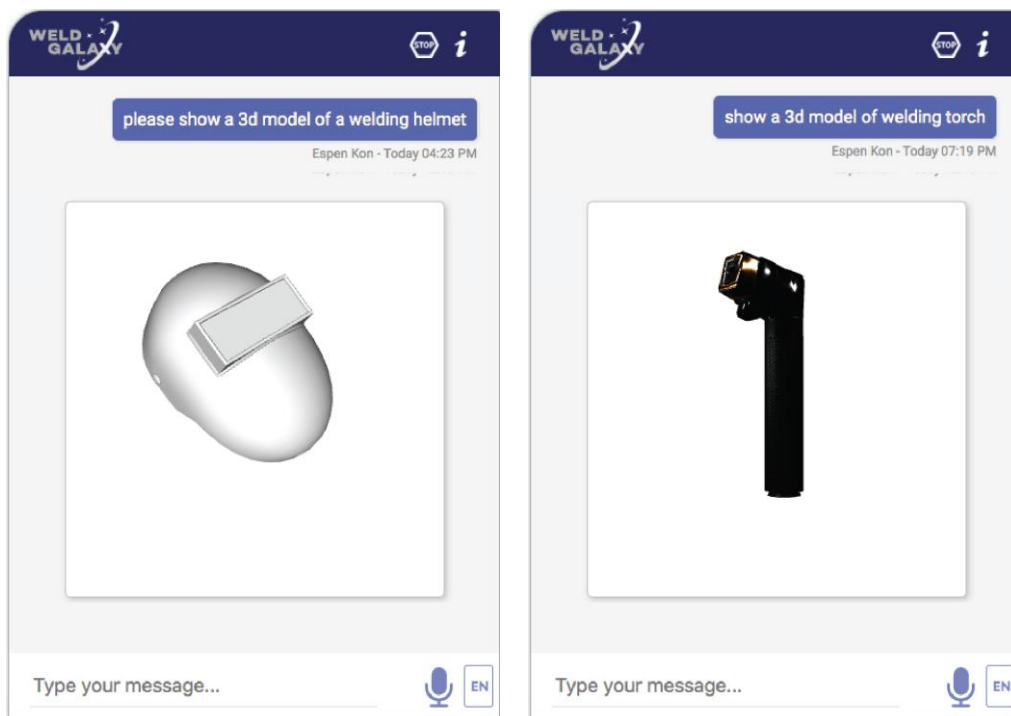 WELD
GALAXY
STOP
i
please show a 3d model of a welding helmet
Espen Kon - Today 04:23 PM
Type your message...
EN
WELD
GALAXY
STOP
i
show a 3d model of welding torch
Espen Kon - Today 07:19 PM
Type your message...
EN